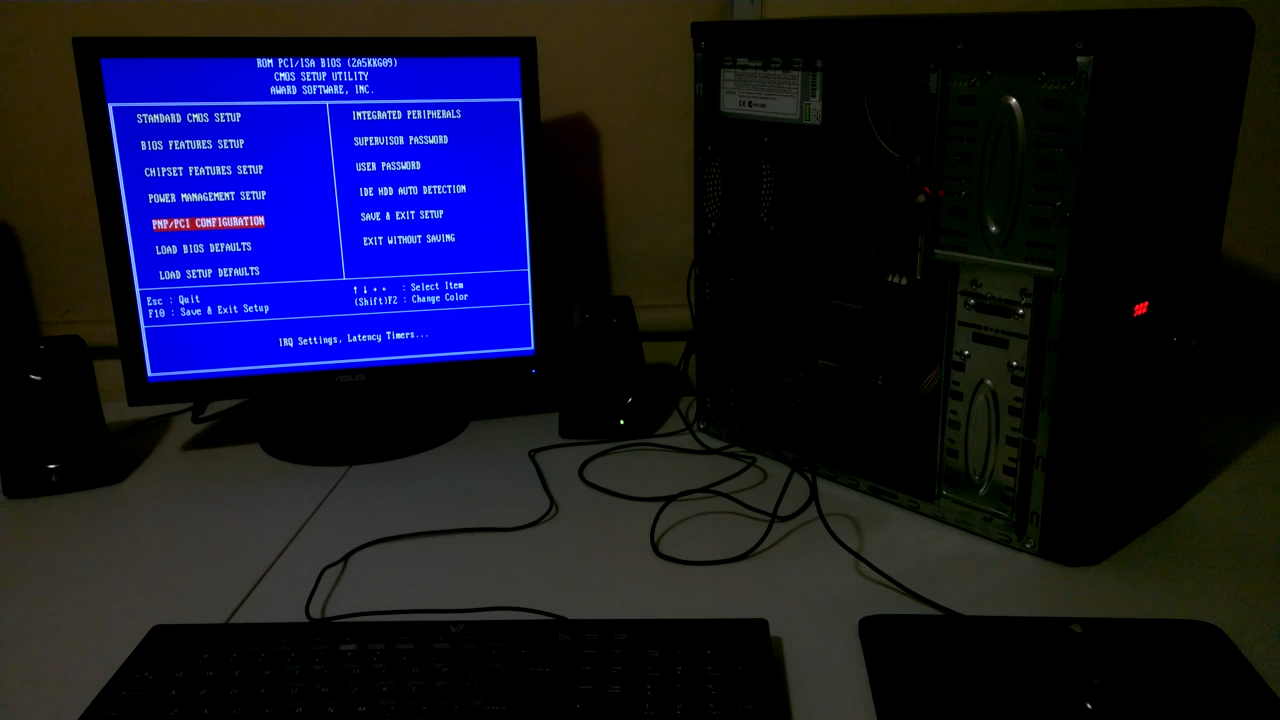 ROM PCI/ISA BIOS (2A5KKG09)
CMOS SETUP UTILITY
AWARD SOFTWARE, INC.
STANDARD CMOS SETUP
BIOS FEATURES SETUP
CHIPSET FEATURES SETUP
POWER MANAGEMENT SETUP
PNP/PCI CONFIGURATION
LOAD BIOS DEFAULTS
LOAD SETUP DEFAULTS
INTEGRATED PERIPHERALS
SUPERVISOR PASSWORD
USER PASSWORD
IDE HDD AUTO DETECTION
SAVE & EXIT SETUP
EXIT WITHOUT SAVING
Esc : Quit
F10 : Save & Exit Setup
↑ ↓ → ← : Select Item
(Shift)F2 : Change Color
IRQ Settings, Latency Timers...
ASUS